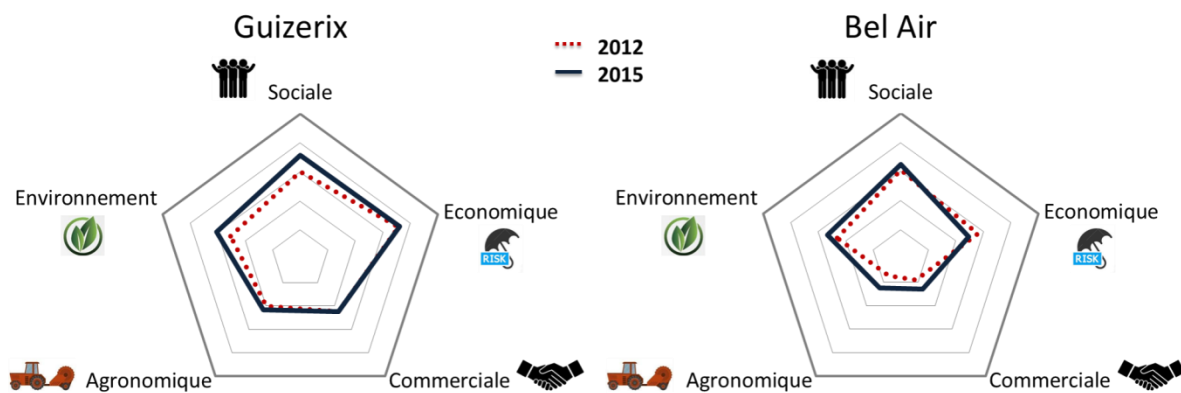 Guizerix
2012
2015
Bel Air
Sociale
Sociale
Environnement
Economique
RISK
Environnement
Economique
RISK
Agronomique
Commerciale
Agronomique
Commerciale